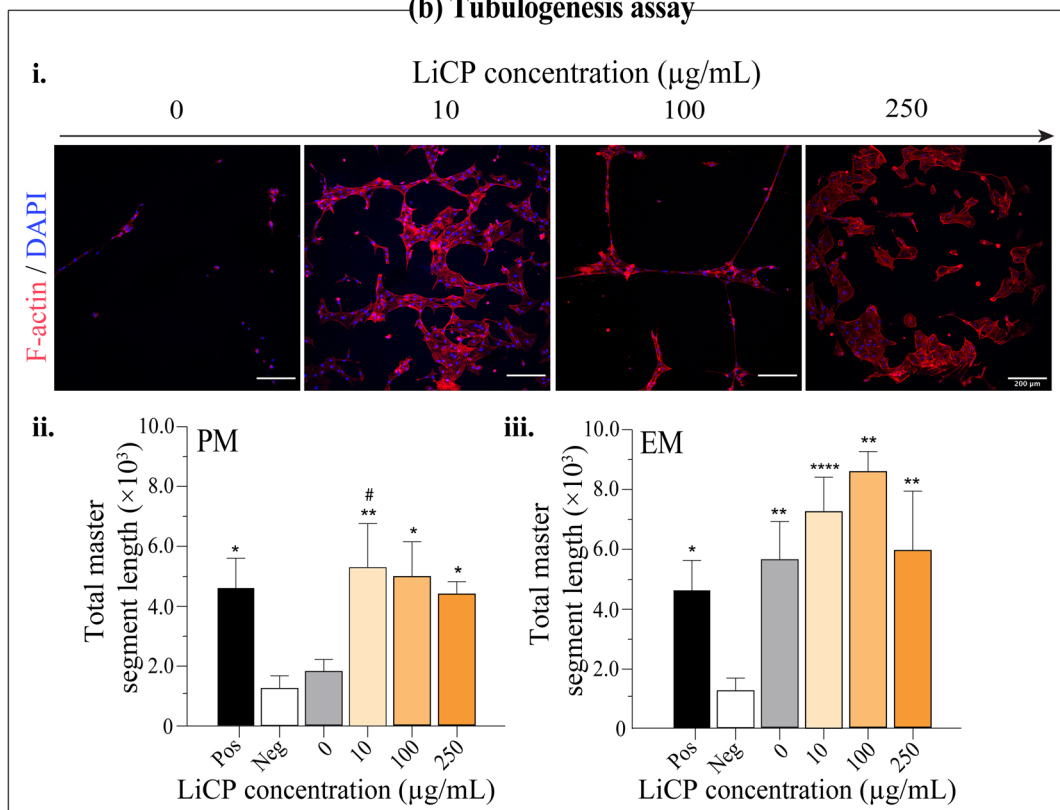 (b) Tubulogenesis assay
i.
LiCP concentration (µg/mL)
0 10 100 250
F-actin / DAPI
200 µm
ii.
PM
Total master
segment length (×10³)
10.0
8.0
6.0
4.0
2.0
0
*
#
**
*
*
Pos Neg 0 10 100 250
LiCP concentration (µg/mL)
iii.
EM
Total master
segment length (×10³)
10.0
8.0
6.0
4.0
2.0
0
*
**
****
**
**
Pos Neg 0 10 100 250
LiCP concentration (µg/mL)